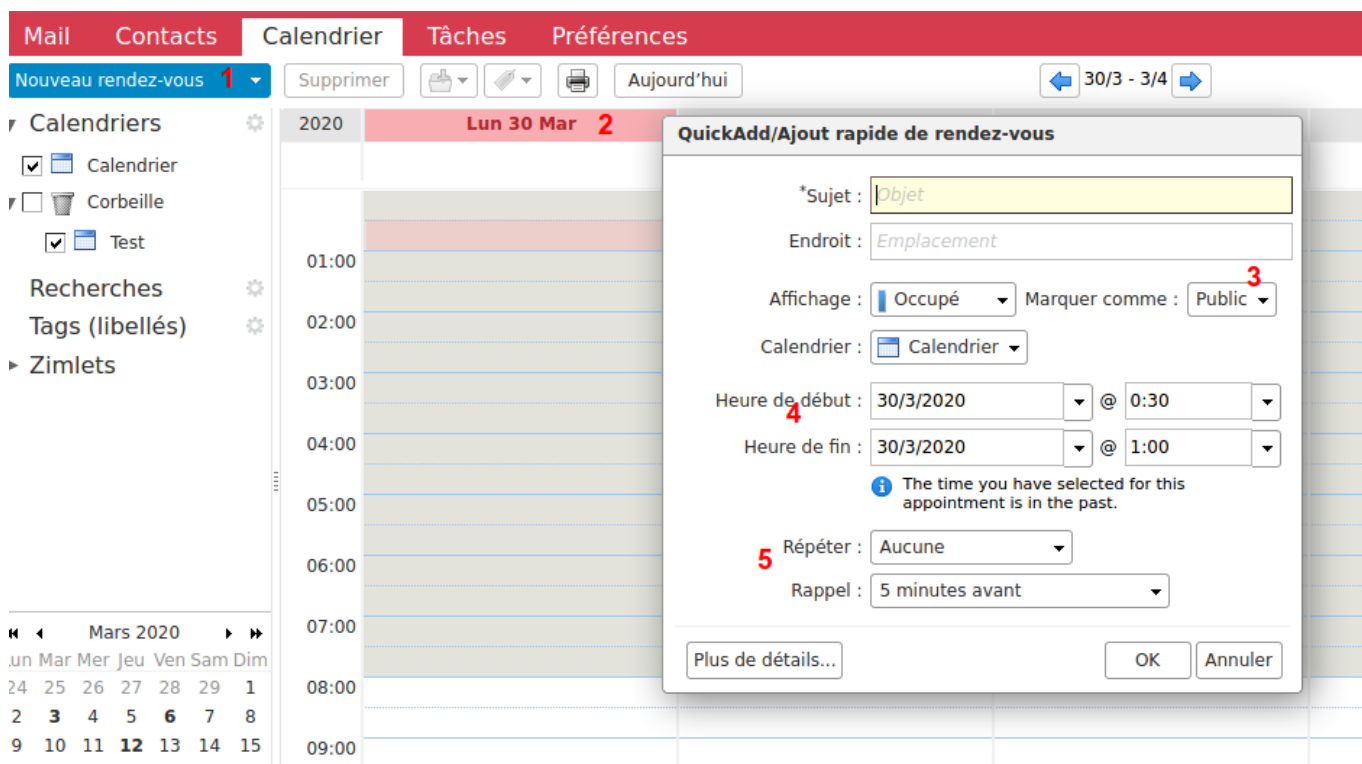 Mail Contacts Calendrier Tâches Préférences
Nouveau rendez-vous 1 Supprimer Aujourd'hui 30/3 - 3/4
Calendriers
Calendrier
Corbeille
Test
Recherches
Tags (libellés)
Zimlets
Mars 2020
Lun Mar Mer Jeu Ven Sam Dim
24 25 26 27 28 29 1
2 3 4 5 6 7 8
9 10 11 12 13 14 15
2020 Lun 30 Mar 2
01:00
02:00
03:00
04:00
05:00
06:00
07:00
08:00
09:00
QuickAdd/Ajout rapide de rendez-vous
*Sujet : Objet
Endroit : Emplacement
3
Affichage : Occupé Marquer comme : Public
Calendrier : Calendrier
Heure de début : 30/3/2020 @ 0:30
4
Heure de fin : 30/3/2020 @ 1:00
The time you have selected for this
appointment is in the past.
Répéter : Aucune
5
Rappel : 5 minutes avant
Plus de détails... OK Annuler